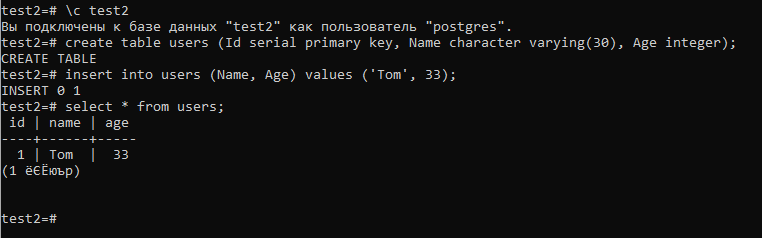 test2=# \c test2
Вы подключены к базе данных "test2" как пользователь "postgres".
test2=# create table users (Id serial primary key, Name character varying(30), Age integer);
CREATE TABLE
test2=# insert into users (Name, Age) values ('Tom', 33);
INSERT 0 1
test2=# select * from users;
 id | name | age
----+------+-----
  1 | Tom  |  33
(1 ёЄЁюър)
test2=#